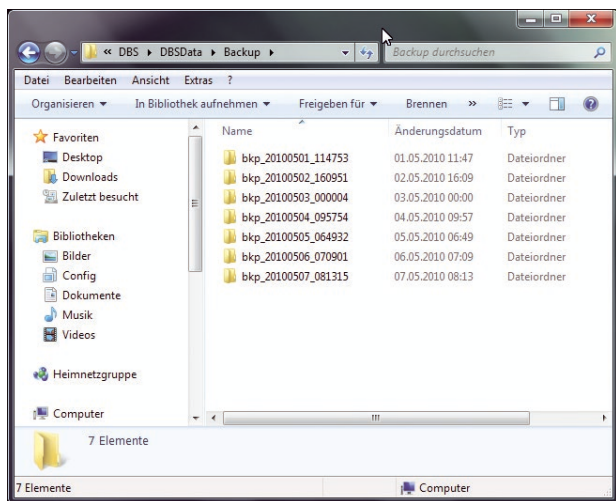 « DBS ▸ DBSData ▸ Backup ▸ Backup durchsuchen
Datei Bearbeiten Ansicht Extras ?
Organisieren ▾ In Bibliothek aufnehmen ▾ Freigeben für ▾ Brennen »
Favoriten
Desktop
Downloads
Zuletzt besucht
Bibliotheken
Bilder
Config
Dokumente
Musik
Videos
Heimnetzgruppe
Computer
Name Änderungsdatum Typ
bkp_20100501_114753 01.05.2010 11:47 Dateiordner
bkp_20100502_160951 02.05.2010 16:09 Dateiordner
bkp_20100503_000004 03.05.2010 00:00 Dateiordner
bkp_20100504_095754 04.05.2010 09:57 Dateiordner
bkp_20100505_064932 05.05.2010 06:49 Dateiordner
bkp_20100506_070901 06.05.2010 07:09 Dateiordner
bkp_20100507_081315 07.05.2010 08:13 Dateiordner
7 Elemente
7 Elemente Computer